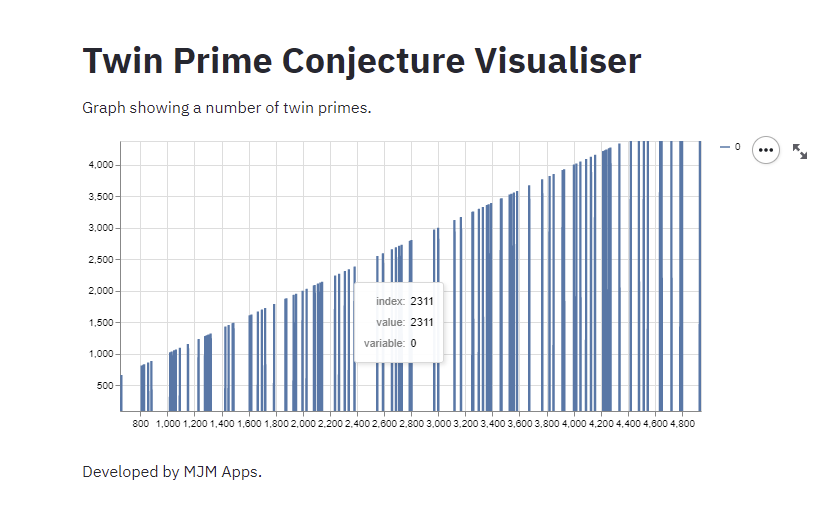 Twin Prime Conjecture Visualiser
Graph showing a number of twin primes.
0
4,000
3,500
3,000
2,500
2,000
1,500
1,000
500
index: 2311
value: 2311
variable: 0
800 1,000 1,200 1,400 1,600 1,800 2,000 2,200 2,400 2,600 2,800 3,000 3,200 3,400 3,600 3,800 4,000 4,200 4,400 4,600 4,800
Developed by MJM Apps.